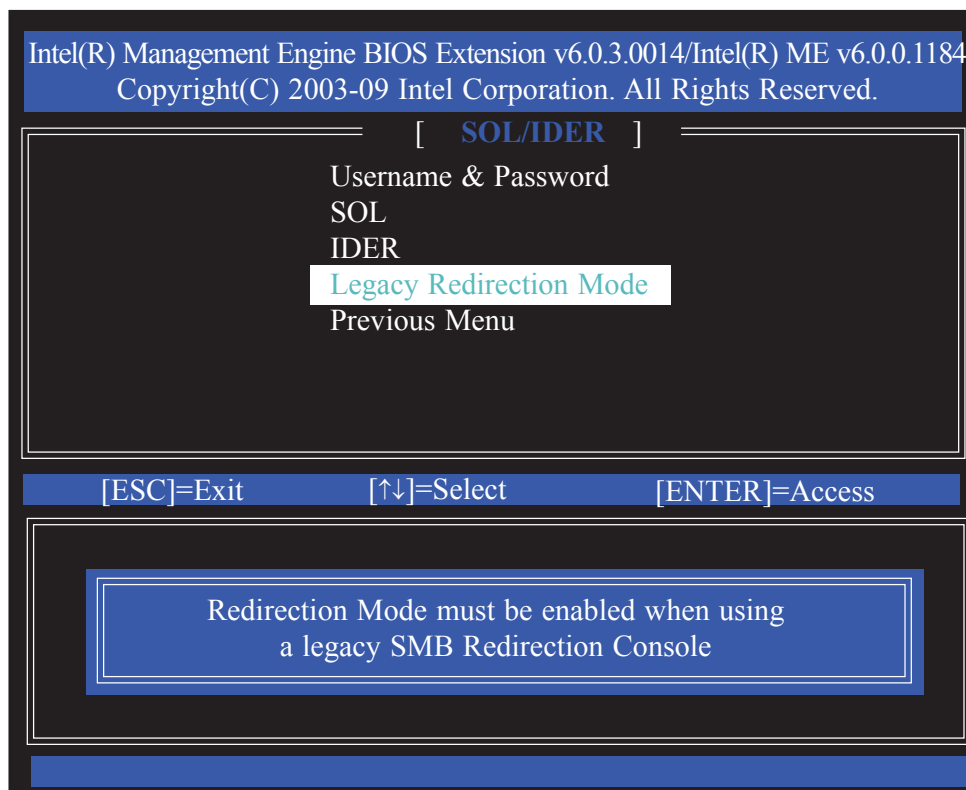 Intel(R) Management Engine BIOS Extension v6.0.3.0014/Intel(R) ME v6.0.0.1184
Copyright(C) 2003-09 Intel Corporation. All Rights Reserved.
[ SOL/IDER ]
Username & Password
SOL
IDER
Legacy Redirection Mode
Previous Menu
[ESC]=Exit [↑↓]=Select [ENTER]=Access
Redirection Mode must be enabled when using
a legacy SMB Redirection Console